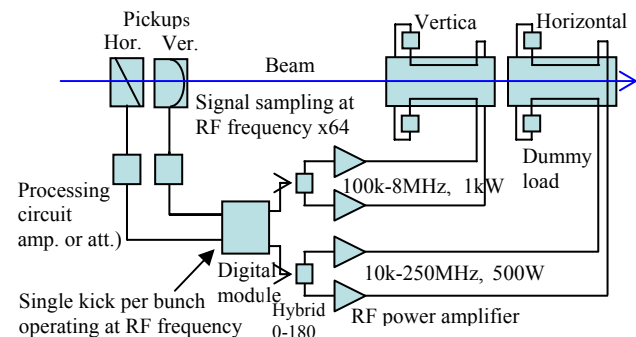 Pickups
Hor. Ver.
Vertica
Horizontal
Beam
Signal sampling at
RF frequency x64
Dummy
load
Processing
circuit
amp. or att.)
100k-8MHz, 1kW
Digital
module
10k-250MHz, 500W
Single kick per bunch
operating at RF frequency
Hybrid
0-180
RF power amplifier